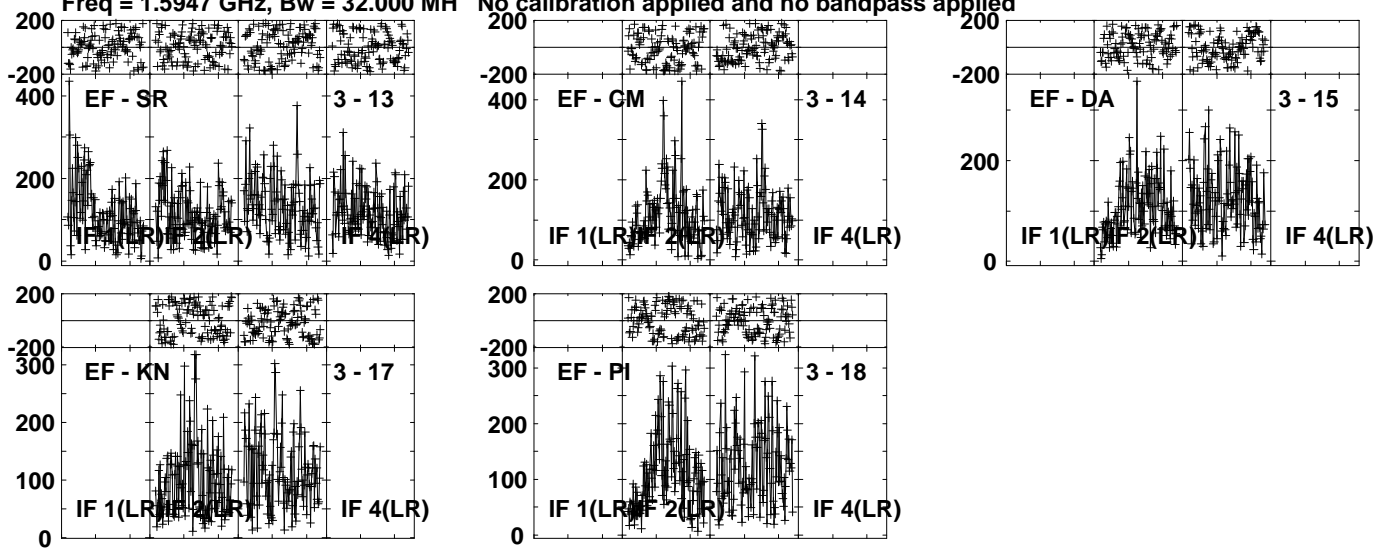 Freq = 1.5947 GHz, Bw = 32.000 MH No calibration applied and no bandpass applied
200
-200
400
200
0
EF - SR 3 - 13
IF 1(LR) IF 2(LR) IF 4(LR)
200
-200
400
200
0
EF - CM 3 - 14
IF 1(LR) IF 2(LR) IF 4(LR)
200
-200
200
0
EF - DA 3 - 15
IF 1(LR) IF 2(LR) IF 4(LR)
200
-200
300
200
100
0
EF - KN 3 - 17
IF 1(LR) IF 2(LR) IF 4(LR)
200
-200
300
200
100
0
EF - PI 3 - 18
IF 1(LR) IF 2(LR) IF 4(LR)